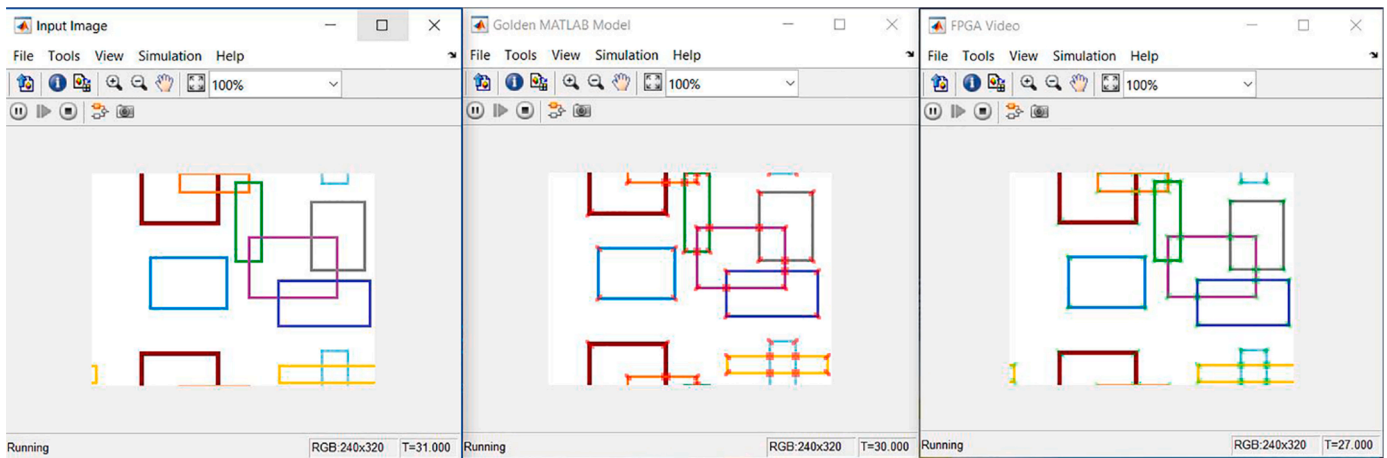 Input Image
File Tools View Simulation Help
100%
Running
RGB:240x320
T=31.000
Golden MATLAB Model
File Tools View Simulation Help
100%
Running
RGB:240x320
T=30.000
FPGA Video
File Tools View Simulation Help
100%
Running
RGB:240x320
T=27.000